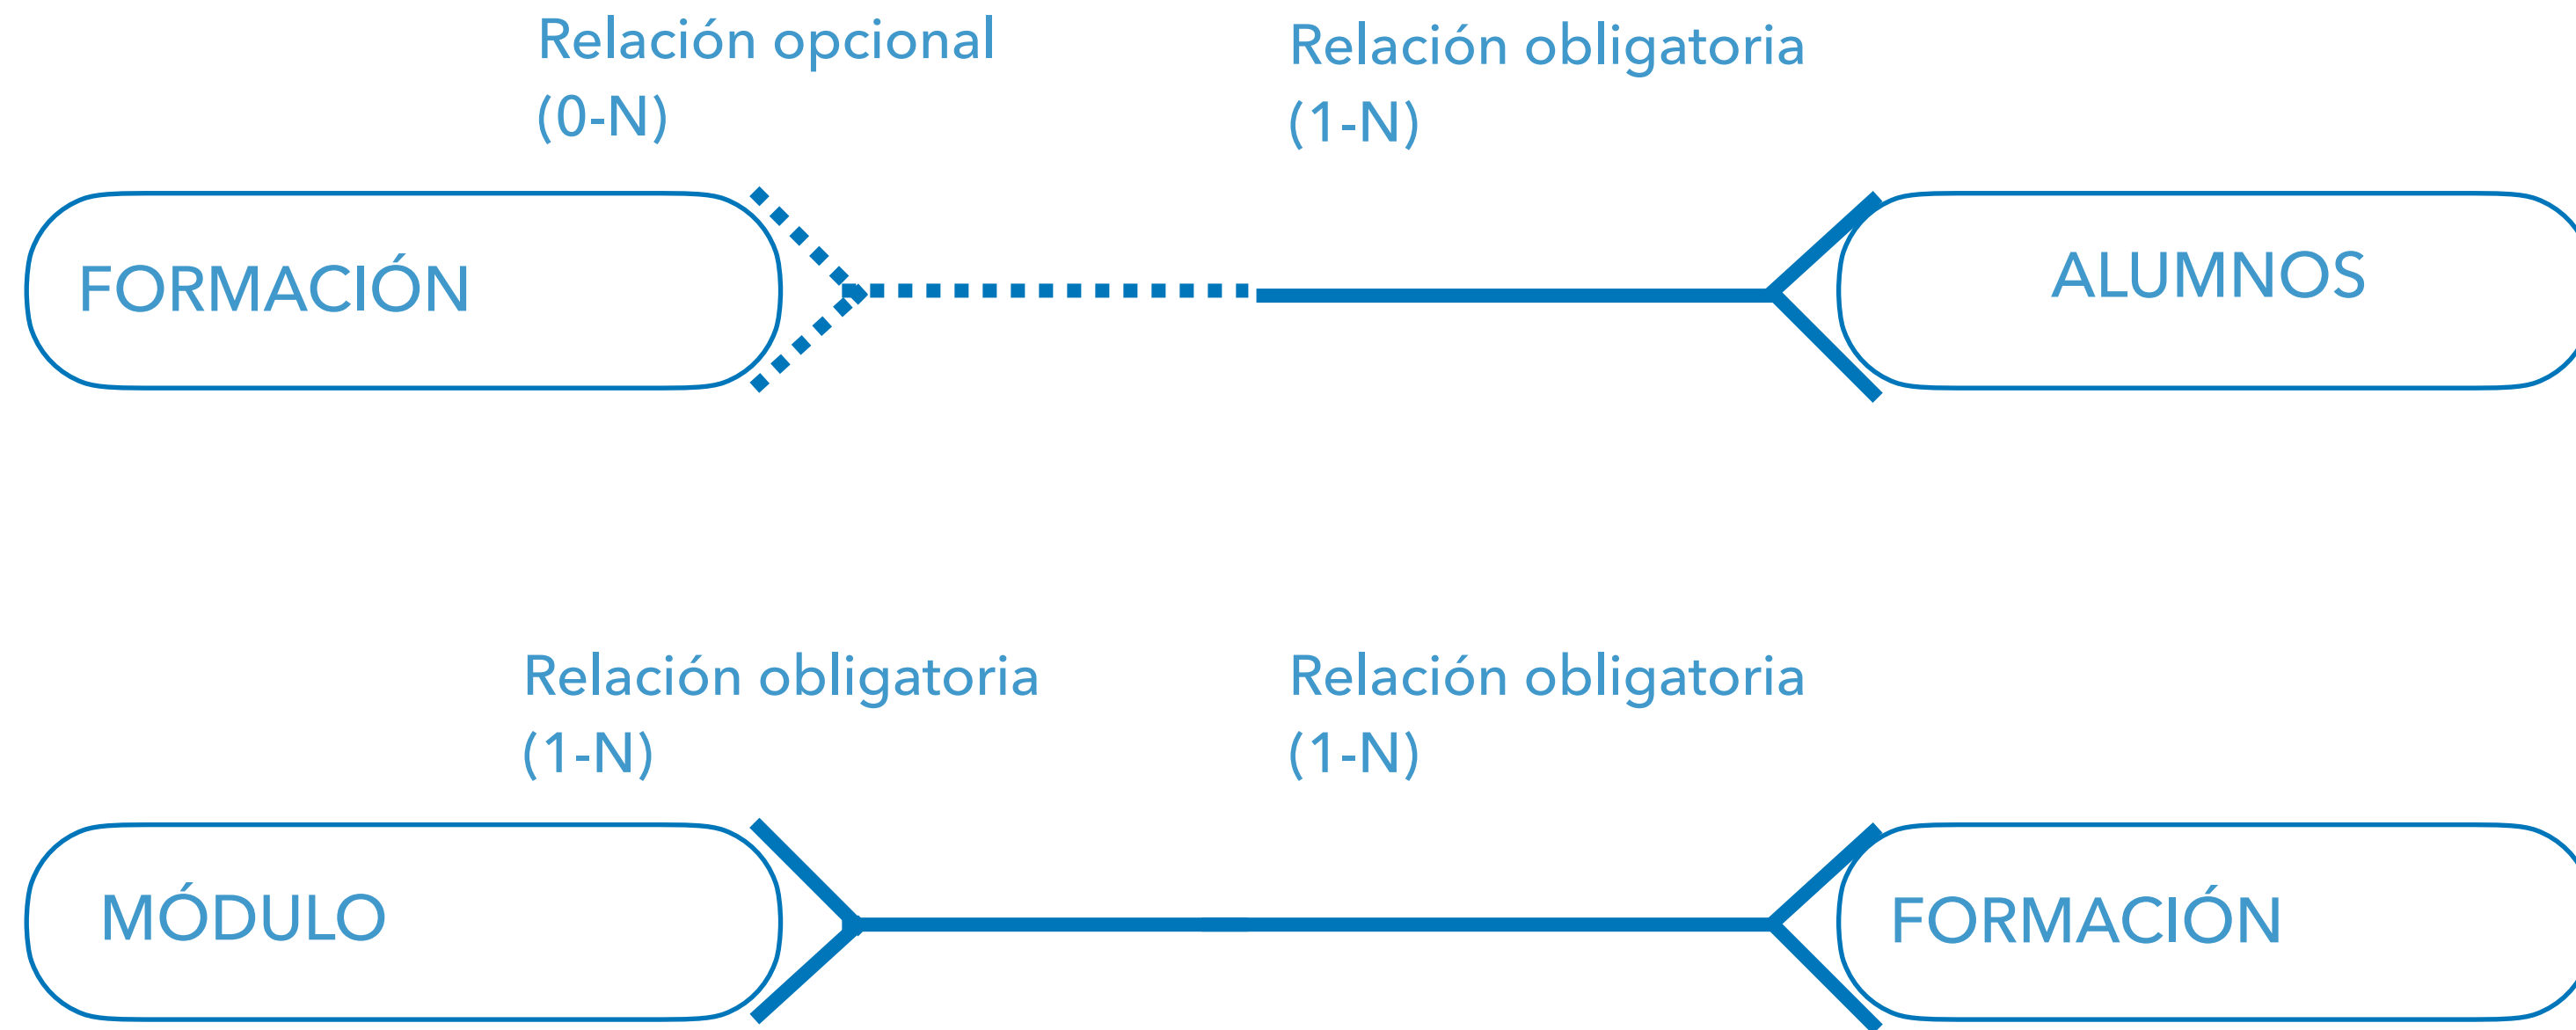 Relación opcional
(0-N)
Relación obligatoria
(1-N)
FORMACIÓN
ALUMNOS
Relación obligatoria
(1-N)
Relación obligatoria
(1-N)
MÓDULO
FORMACIÓN